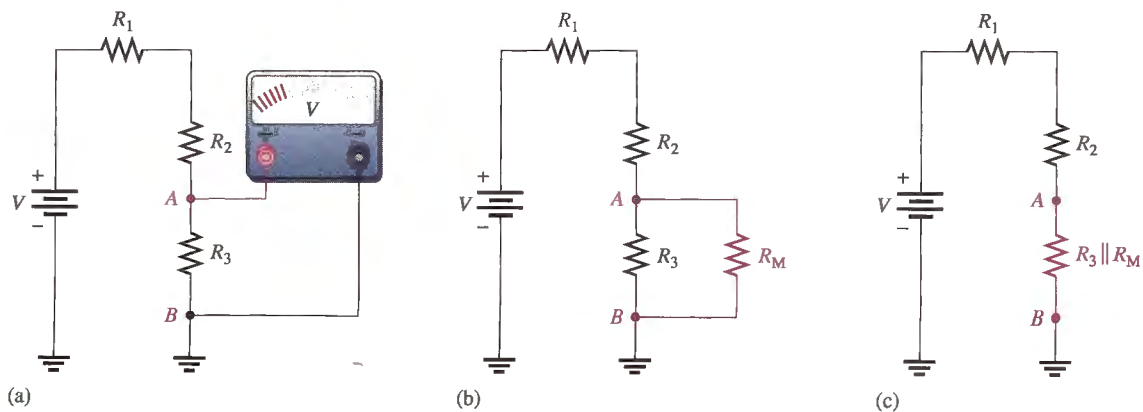 R1
V
R2
+
V
−
A
R3
B
(a)
R1
R2
+
V
−
A
R3
RM
B
(b)
R1
R2
+
V
−
A
R3 || RM
B
(c)